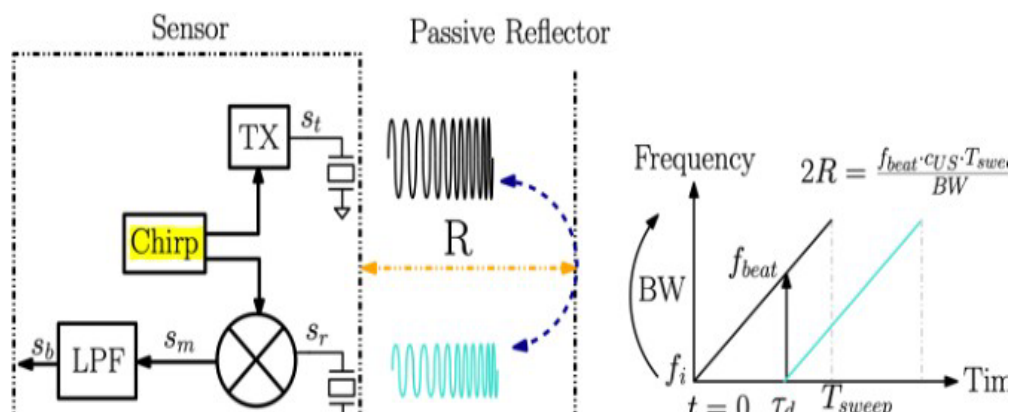 Sensor
Passive Reflector
TX
s_t
Chirp
R
s_r
s_m
LPF
s_b
Frequency
2R = f_beat·c_US·T_swee / BW
f_beat
BW
f_i
t = 0
τ_d
T_sweep
Tim